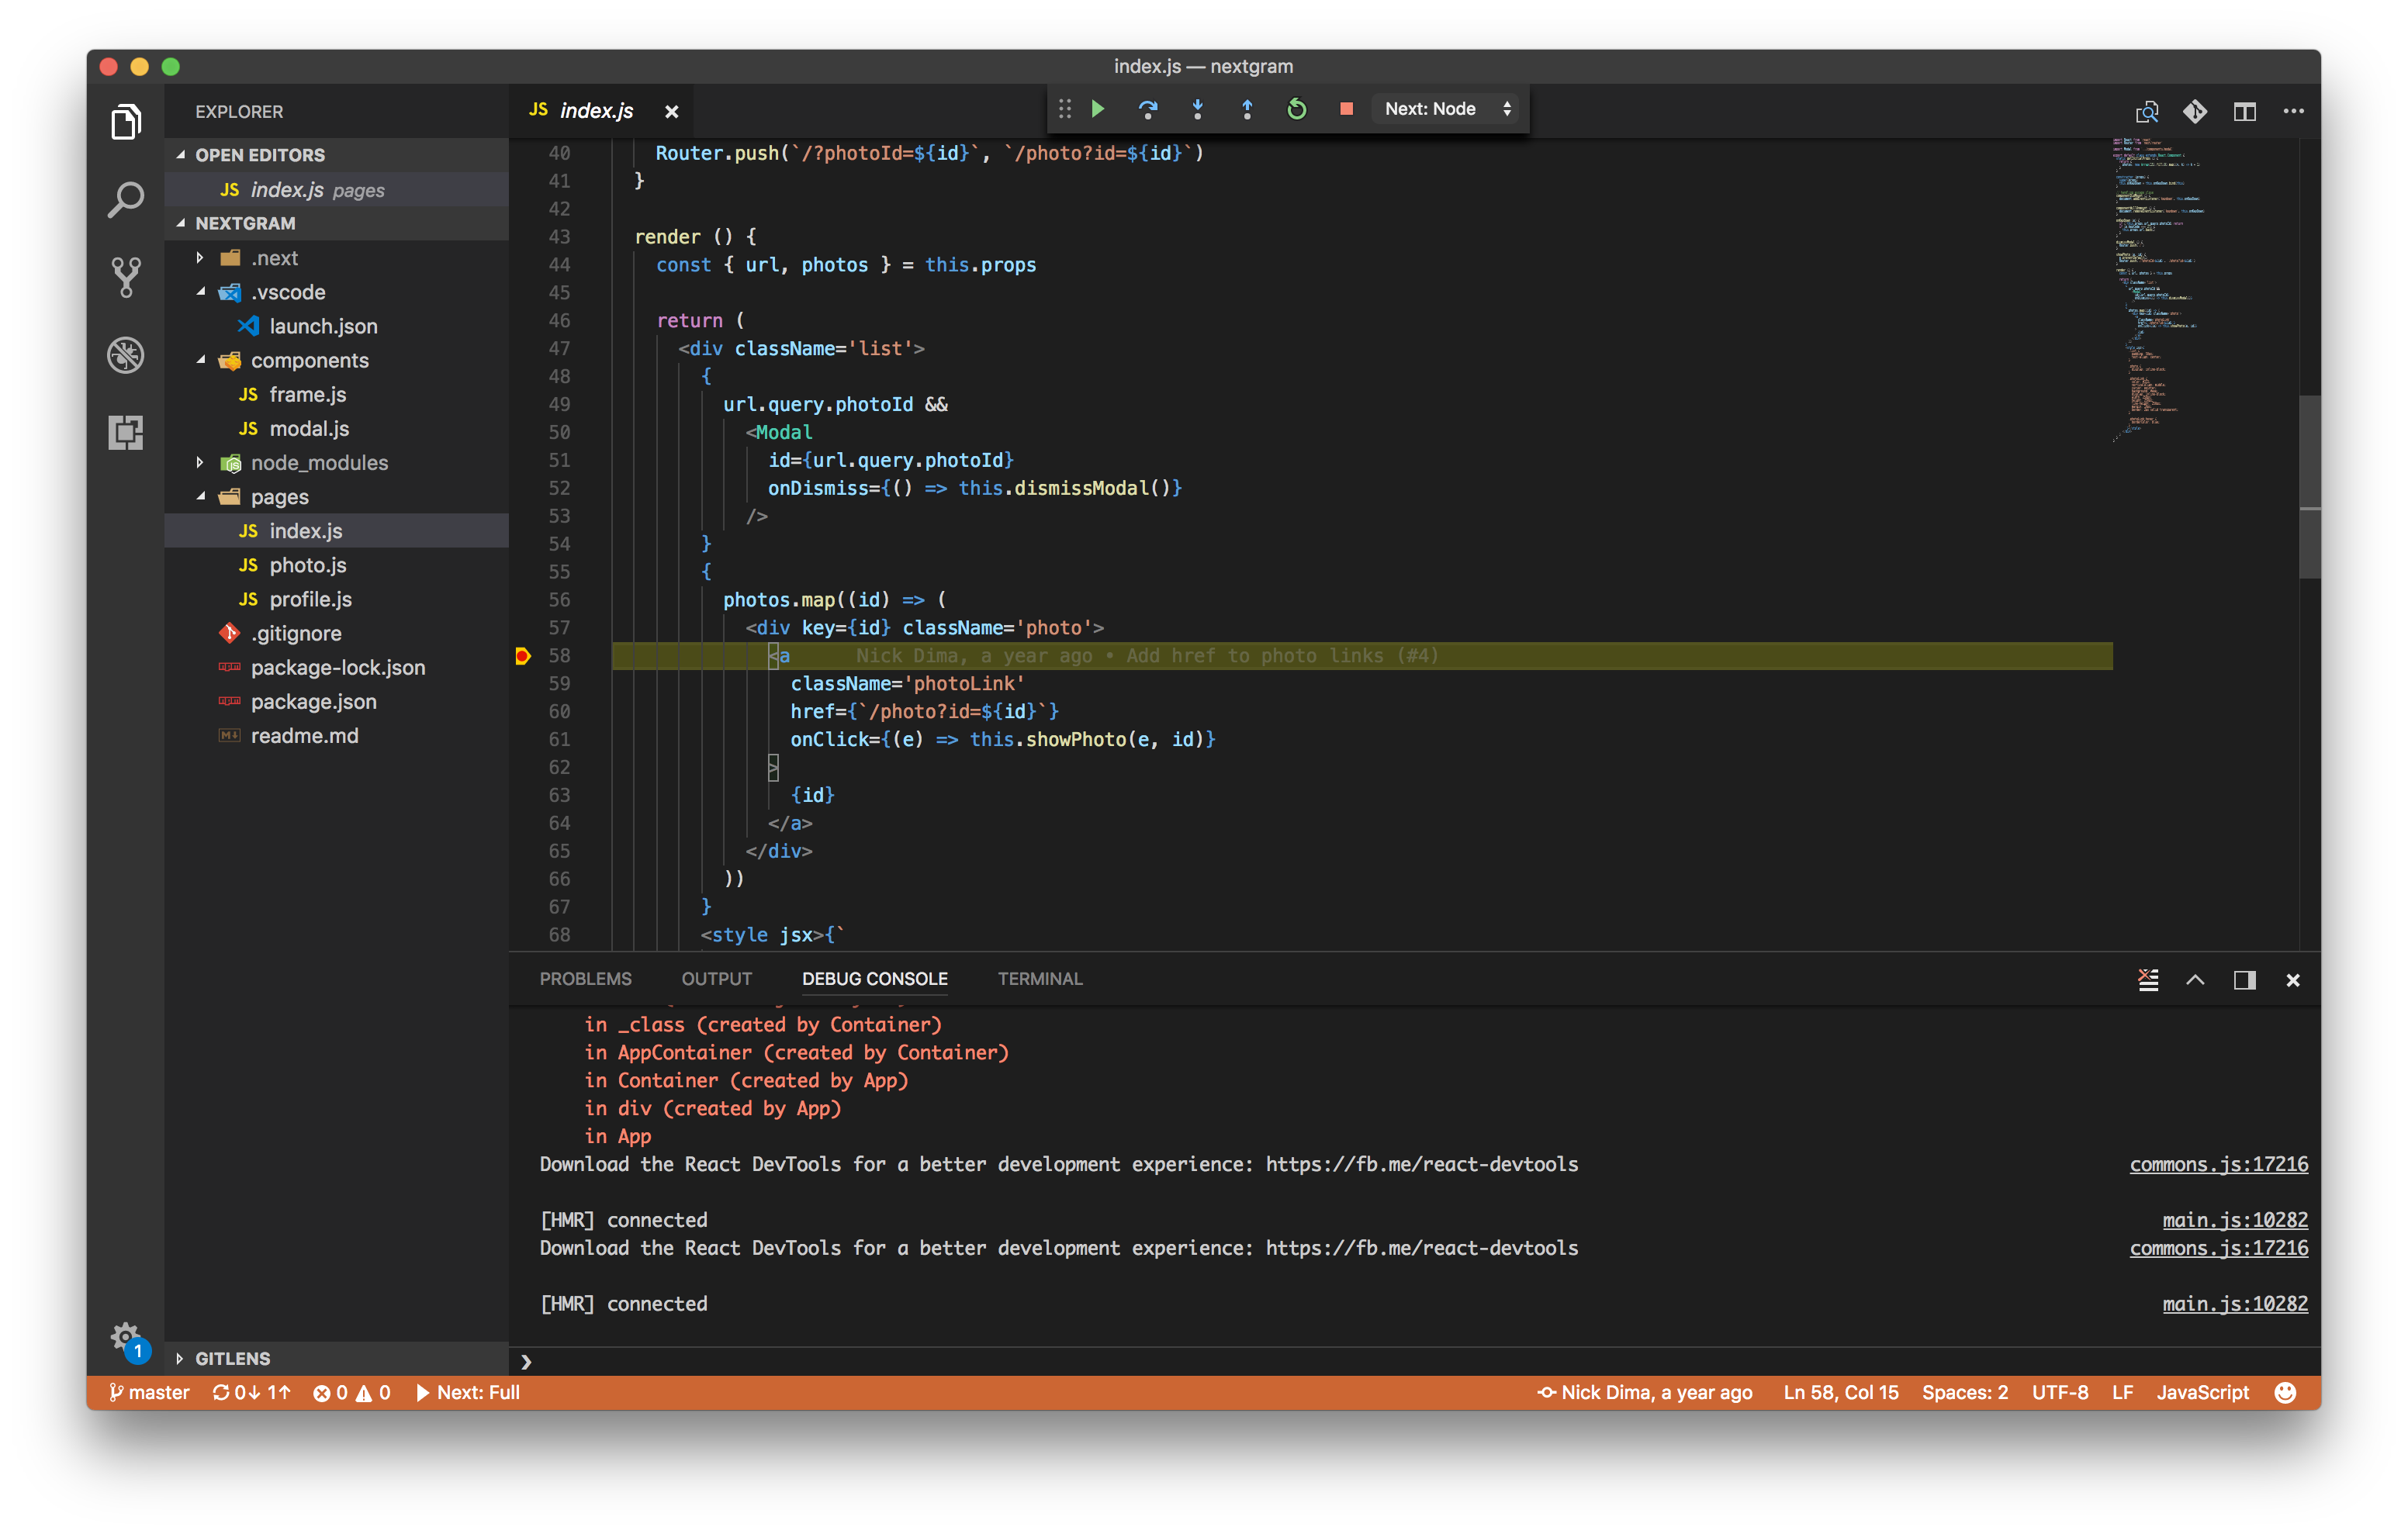 index.js — nextgram
EXPLORER
OPEN EDITORS
JS index.js pages
NEXTGRAM
.next
.vscode
launch.json
components
JS frame.js
JS modal.js
node_modules
pages
JS index.js
JS photo.js
JS profile.js
.gitignore
package-lock.json
package.json
readme.md
GITLENS
1
JS index.js
Next: Node
40 Router.push(`/?photoId=${id}`, `/photo?id=${id}`)
41 }
42
43 render () {
44 const { url, photos } = this.props
45
46 return (
47 <div className='list'>
48 {
49 url.query.photoId &&
50 <Modal
51 id={url.query.photoId}
52 onDismiss={() => this.dismissModal()}
53 />
54 }
55 {
56 photos.map((id) => (
57 <div key={id} className='photo'>
58 <a Nick Dima, a year ago • Add href to photo links (#4)
59 className='photoLink'
60 href={`/photo?id=${id}`}
61 onClick={(e) => this.showPhoto(e, id)}
62 >
63 {id}
64 </a>
65 </div>
66 ))
67 }
68 <style jsx>{`
PROBLEMS OUTPUT DEBUG CONSOLE TERMINAL
in _class (created by Container)
in AppContainer (created by Container)
in Container (created by App)
in div (created by App)
in App
Download the React DevTools for a better development experience: https://fb.me/react-devtools commons.js:17216
[HMR] connected main.js:10282
Download the React DevTools for a better development experience: https://fb.me/react-devtools commons.js:17216
[HMR] connected main.js:10282
❯
master 0↓ 1↑ 0 0 Next: Full Nick Dima, a year ago Ln 58, Col 15 Spaces: 2 UTF-8 LF JavaScript